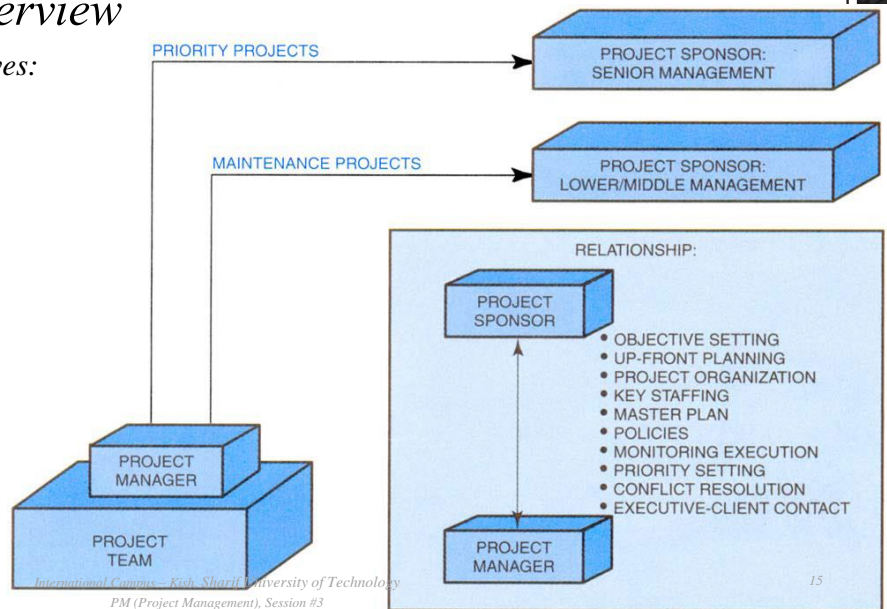 erview
ves:
PRIORITY PROJECTS
PROJECT SPONSOR:
SENIOR MANAGEMENT
MAINTENANCE PROJECTS
PROJECT SPONSOR:
LOWER/MIDDLE MANAGEMENT
RELATIONSHIP:
PROJECT
SPONSOR
• OBJECTIVE SETTING
• UP-FRONT PLANNING
• PROJECT ORGANIZATION
• KEY STAFFING
• MASTER PLAN
• POLICIES
• MONITORING EXECUTION
• PRIORITY SETTING
• CONFLICT RESOLUTION
• EXECUTIVE-CLIENT CONTACT
PROJECT
MANAGER
PROJECT
MANAGER
PROJECT
TEAM
International Campus – Kish, Sharif University of Technology
PM (Project Management), Session #3
15